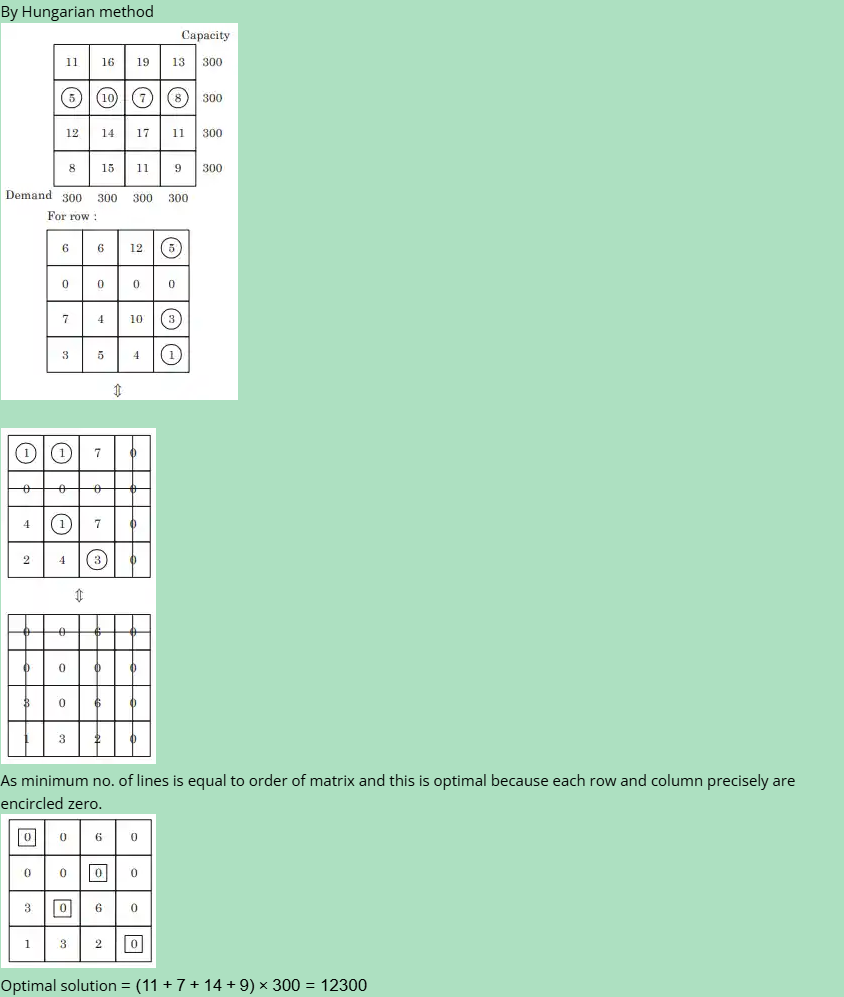 By Hungarian method
Capacity
11 16 19 13 300
5 10 7 8 300
12 14 17 11 300
8 15 11 9 300
Demand 300 300 300 300
For row :
6 6 12 5
0 0 0 0
7 4 10 3
3 5 4 1
⇕
1 1 7 0
0 0 0 0
4 1 7 0
2 4 3 0
⇕
0 0 6 0
0 0 0 0
3 0 6 0
1 3 2 0
As minimum no. of lines is equal to order of matrix and this is optimal because each row and column precisely are
encircled zero.
0 0 6 0
0 0 0 0
3 0 6 0
1 3 2 0
Optimal solution = (11 + 7 + 14 + 9) × 300 = 12300